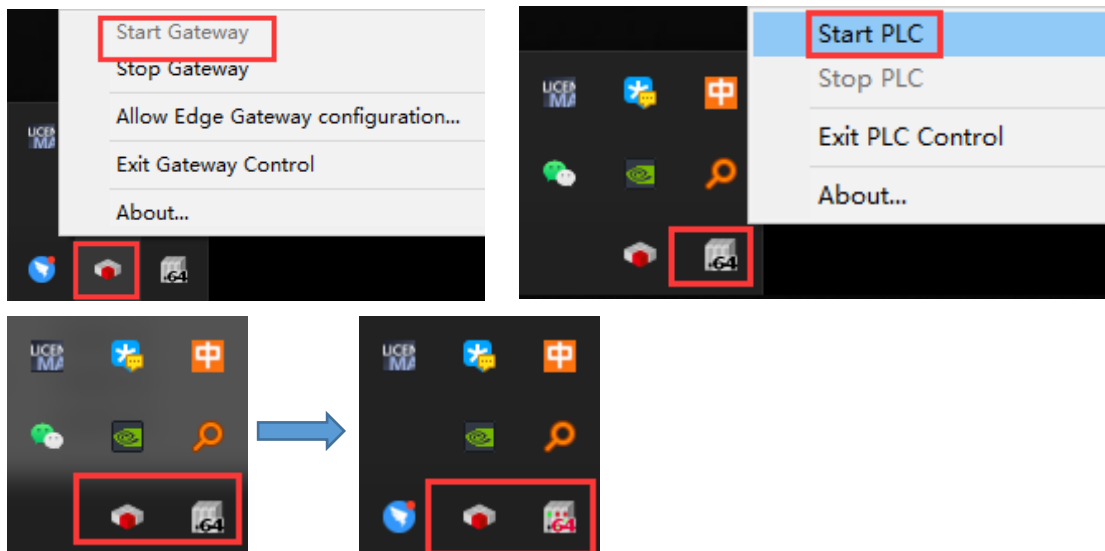 Start Gateway
Stop Gateway
Allow Edge Gateway configuration...
Exit Gateway Control
About...
.64
Start PLC
Stop PLC
Exit PLC Control
About...
中
.64
中
.64
中
.64